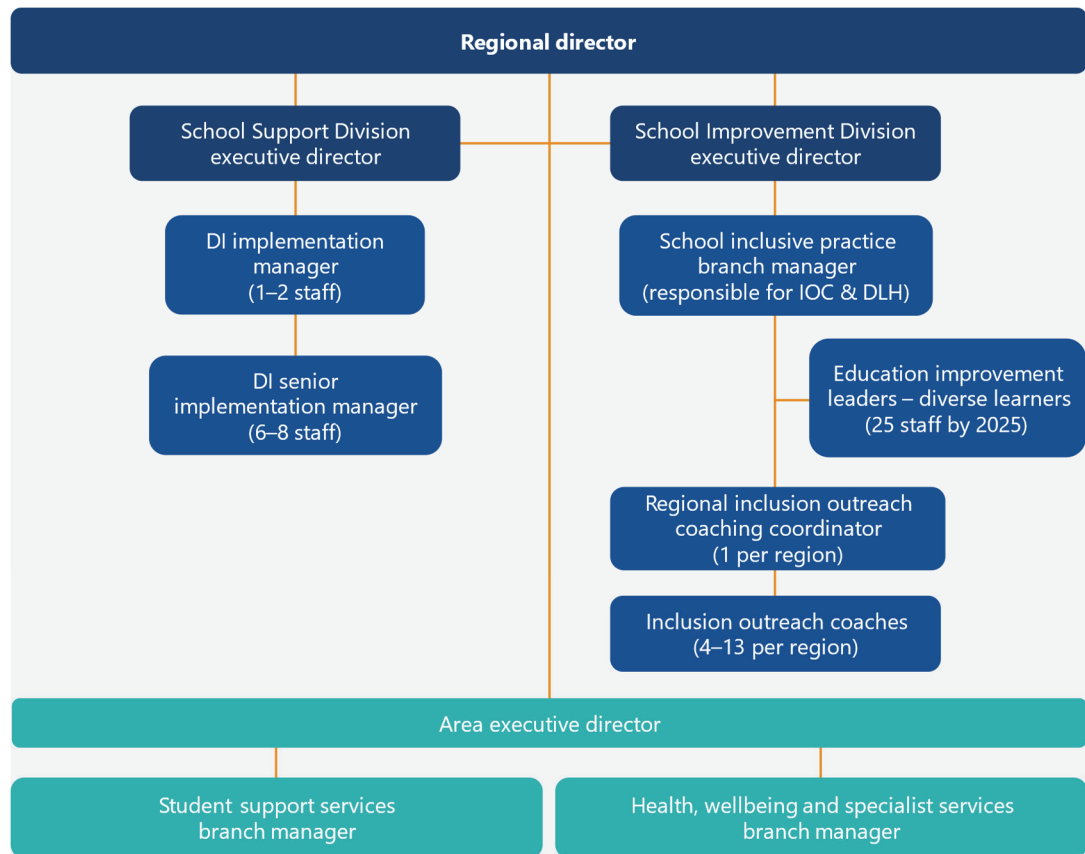 Regional director
School Support Division
executive director
School Improvement Division
executive director
DI implementation
manager
(1–2 staff)
School inclusive practice
branch manager
(responsible for IOC & DLH)
DI senior
implementation manager
(6–8 staff)
Education improvement
leaders – diverse learners
(25 staff by 2025)
Regional inclusion outreach
coaching coordinator
(1 per region)
Inclusion outreach coaches
(4–13 per region)
Area executive director
Student support services
branch manager
Health, wellbeing and specialist services
branch manager